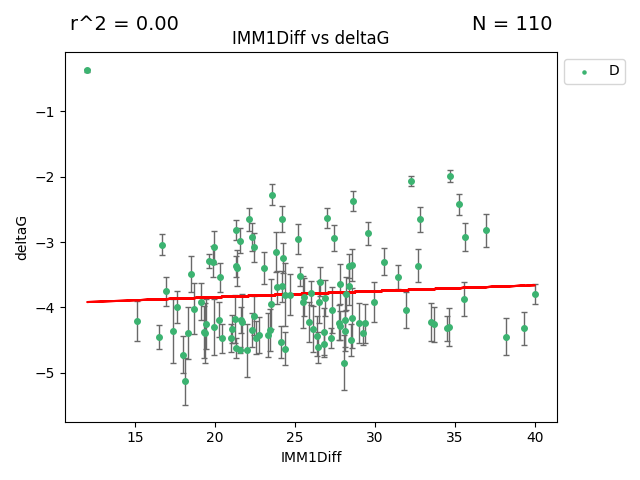 r^2 = 0.00
N = 110
IMM1Diff vs deltaG
D
deltaG
−1
−2
−3
−4
−5
15 20 25 30 35 40
IMM1Diff